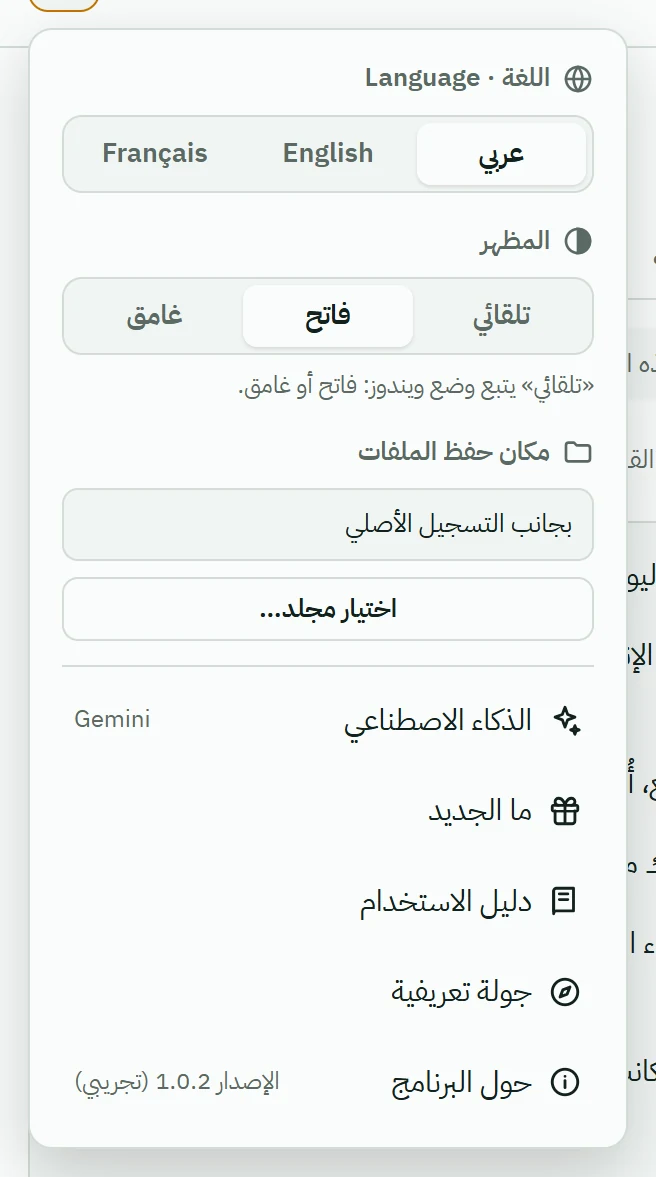 اللغة · Language
عربي English Français
المظهر
تلقائي فاتح غامق
«تلقائي» يتبع وضع ويندوز: فاتح أو غامق.
مكان حفظ الملفات
بجانب التسجيل الأصلي
اختيار مجلد...
الذكاء الاصطناعي Gemini
ما الجديد
دليل الاستخدام
جولة تعريفية
حول البرنامج الإصدار 1.0.2 (تجريبي)